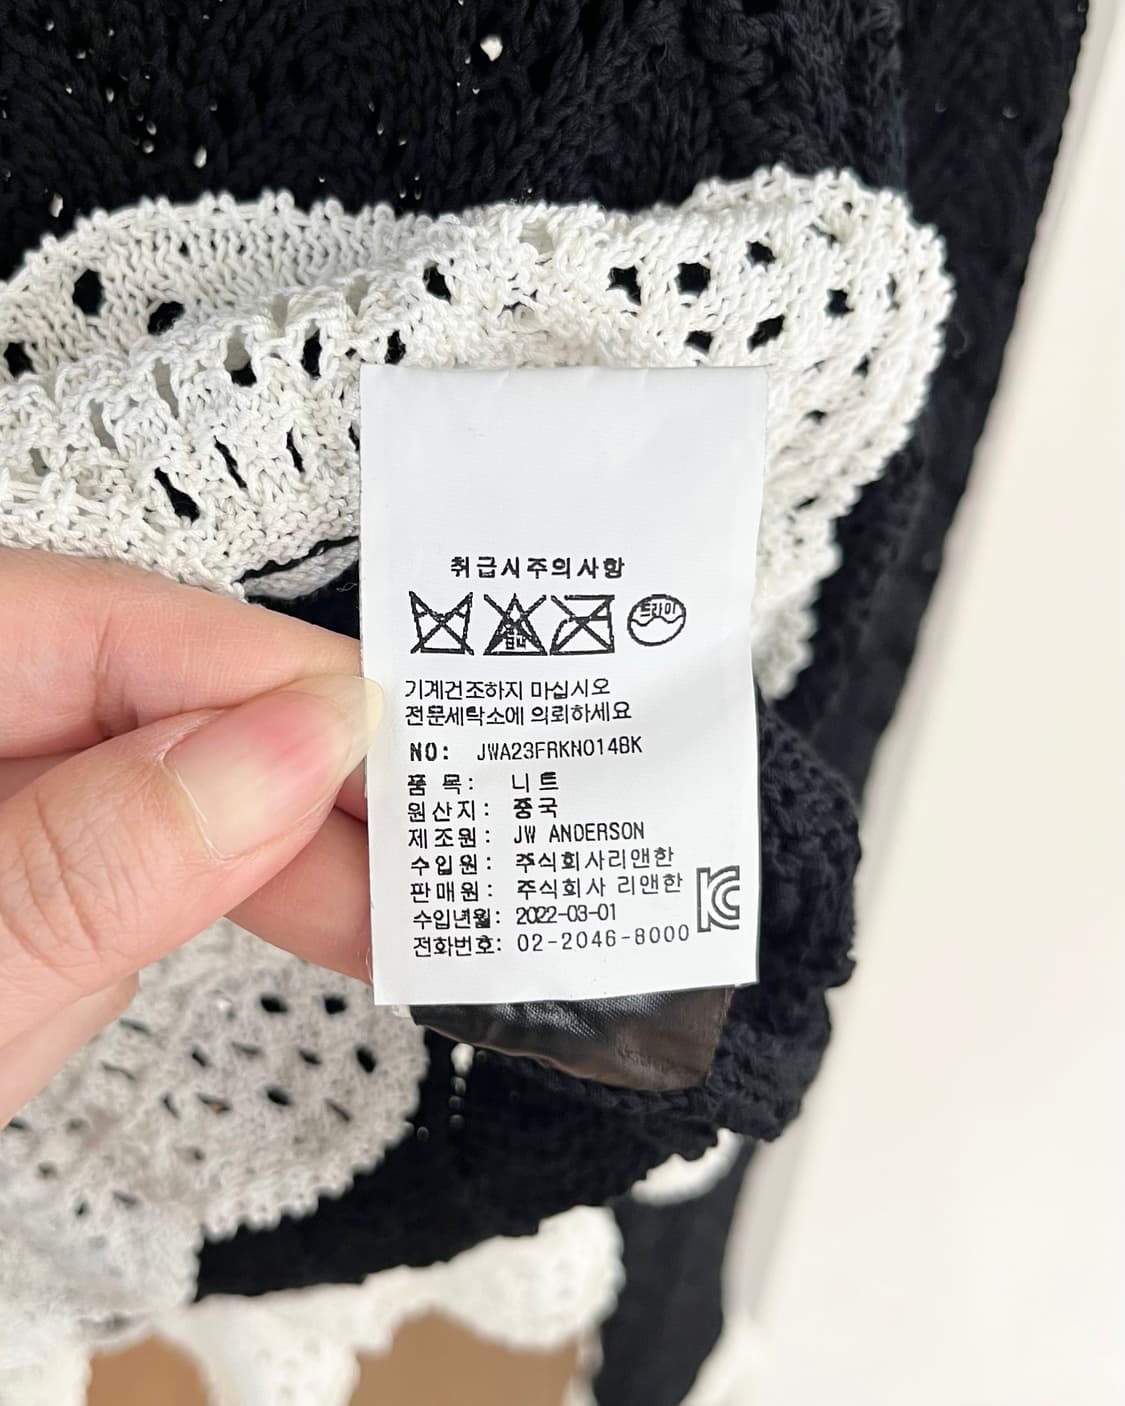 취급시주의사항
드라이
기계건조하지 마십시오
전문세탁소에 의뢰하세요
NO: JWA23FRKN014BK
품 목: 니트
원산지: 중국
제조원: JW ANDERSON
수입원: 주식회사리앤한
판매원: 주식회사 리앤한
수입년월: 2022-03-01
전화번호: 02-2046-8000
KC